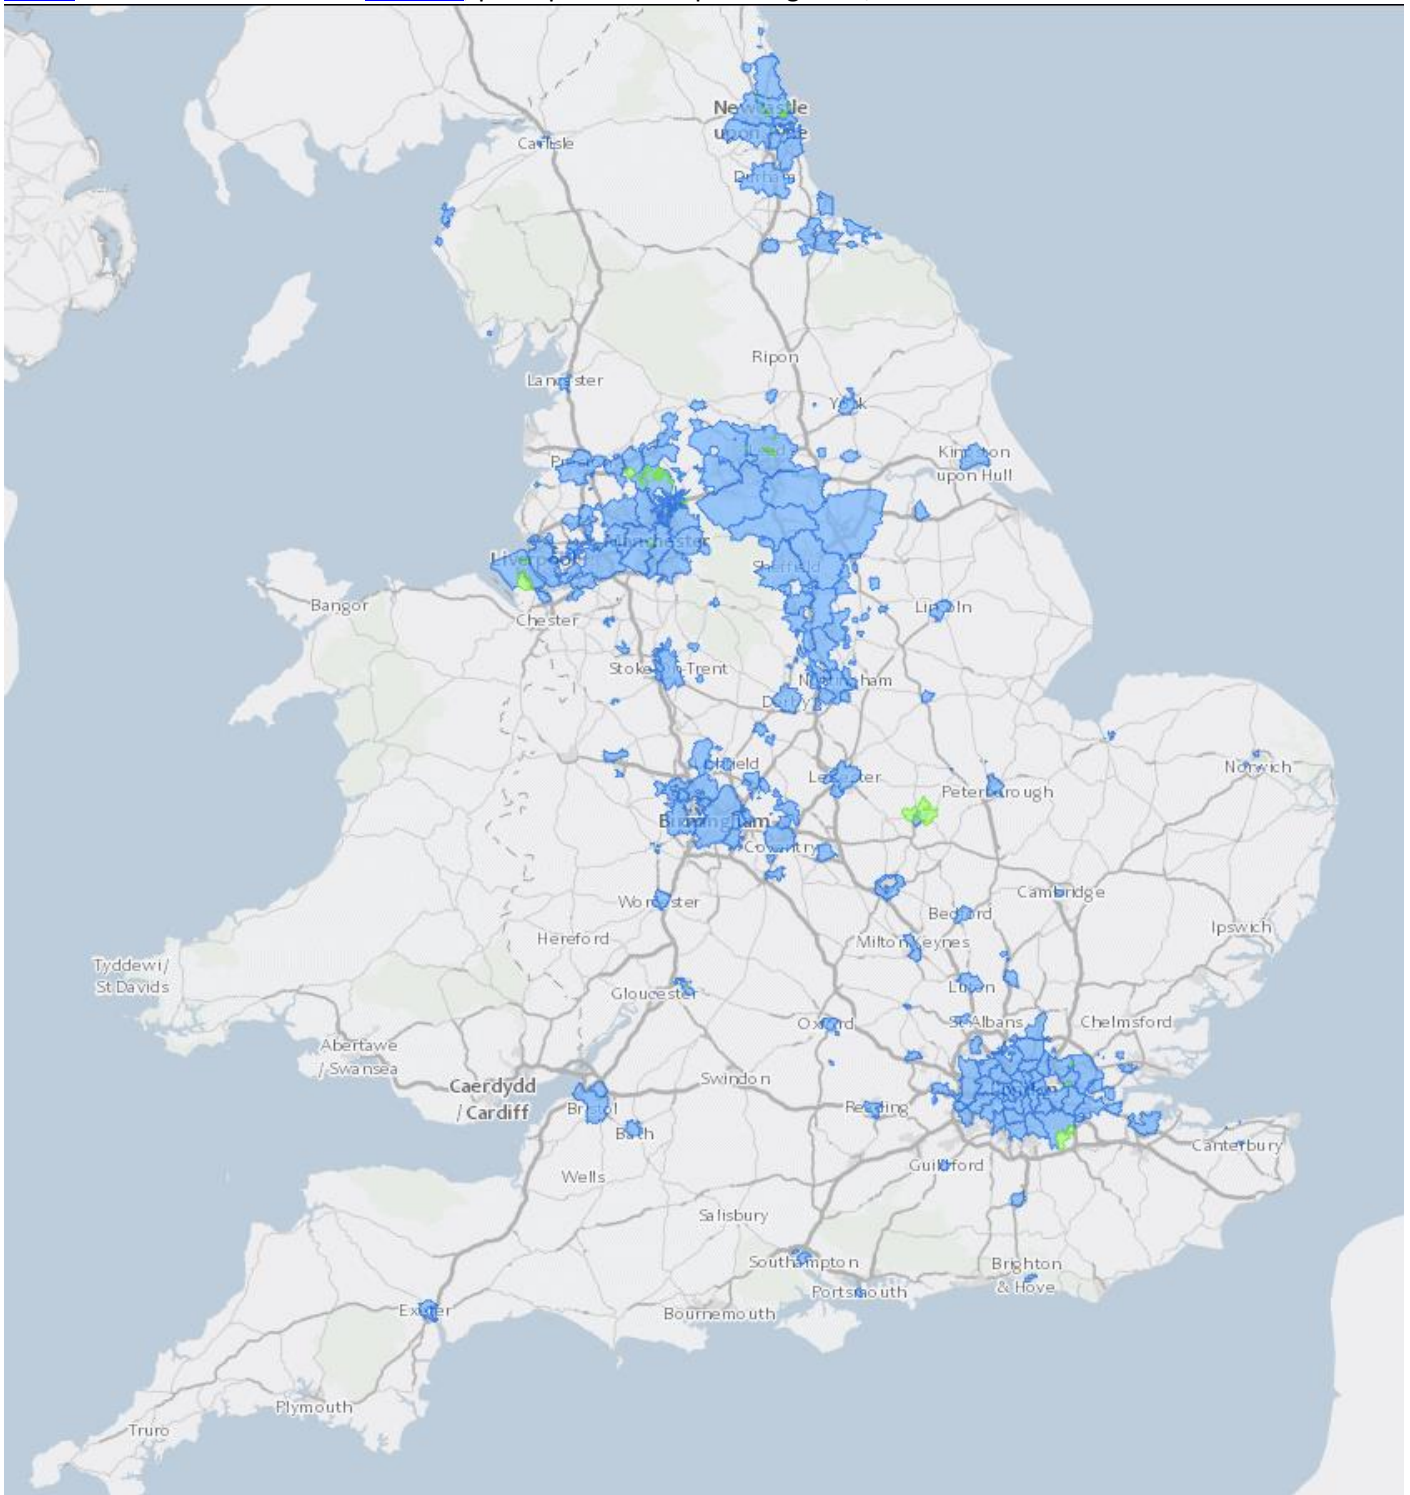 Newcastle
upon Tyne
Carlisle
Durham
Ripon
Lancaster
York
Kingston
upon Hull
Leeds
Preston
Manchester
Liverpool
Sheffield
Bangor
Chester
Lincoln
Stoke-on-Trent
Nottingham
Derby
Lichfield
Leicester
Norwich
Peterborough
Birmingham
Coventry
Cambridge
Worcester
Bedford
Ipswich
Hereford
Milton Keynes
Tyddewi/
St Davids
Gloucester
Luton
Oxford
St Albans
Chelmsford
Abertawe
/ Swansea
Swindon
Caerdydd
/ Cardiff
London
Bristol
Reading
Bath
Canterbury
Guildford
Wells
Salisbury
Southampton
Brighton
& Hove
Portsmouth
Exeter
Bournemouth
Plymouth
Truro